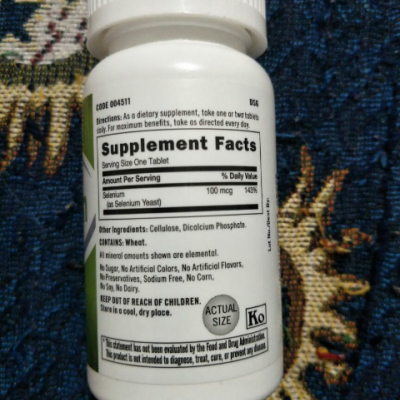 CODE 004511 DSA
Directions: As a dietary supplement, take one or two tablets
daily. For maximum benefits, take as directed every day.
Supplement Facts
Serving Size One Tablet
Amount Per Serving % Daily Value
Selenium 100 mcg 143%
(as Selenium Yeast)
Other Ingredients: Cellulose, Dicalcium Phosphate.
CONTAINS: Wheat.
All mineral amounts shown are elemental.
No Sugar, No Artificial Colors, No Artificial Flavors,
No Preservatives, Sodium Free, No Corn,
No Soy, No Dairy.
KEEP OUT OF REACH OF CHILDREN.
Store in a cool, dry place.
ACTUAL
SIZE
Ko
*This statement has not been evaluated by the Food and Drug Administration.
This product is not intended to diagnose, treat, cure, or prevent any disease.
Lot No./Best By: